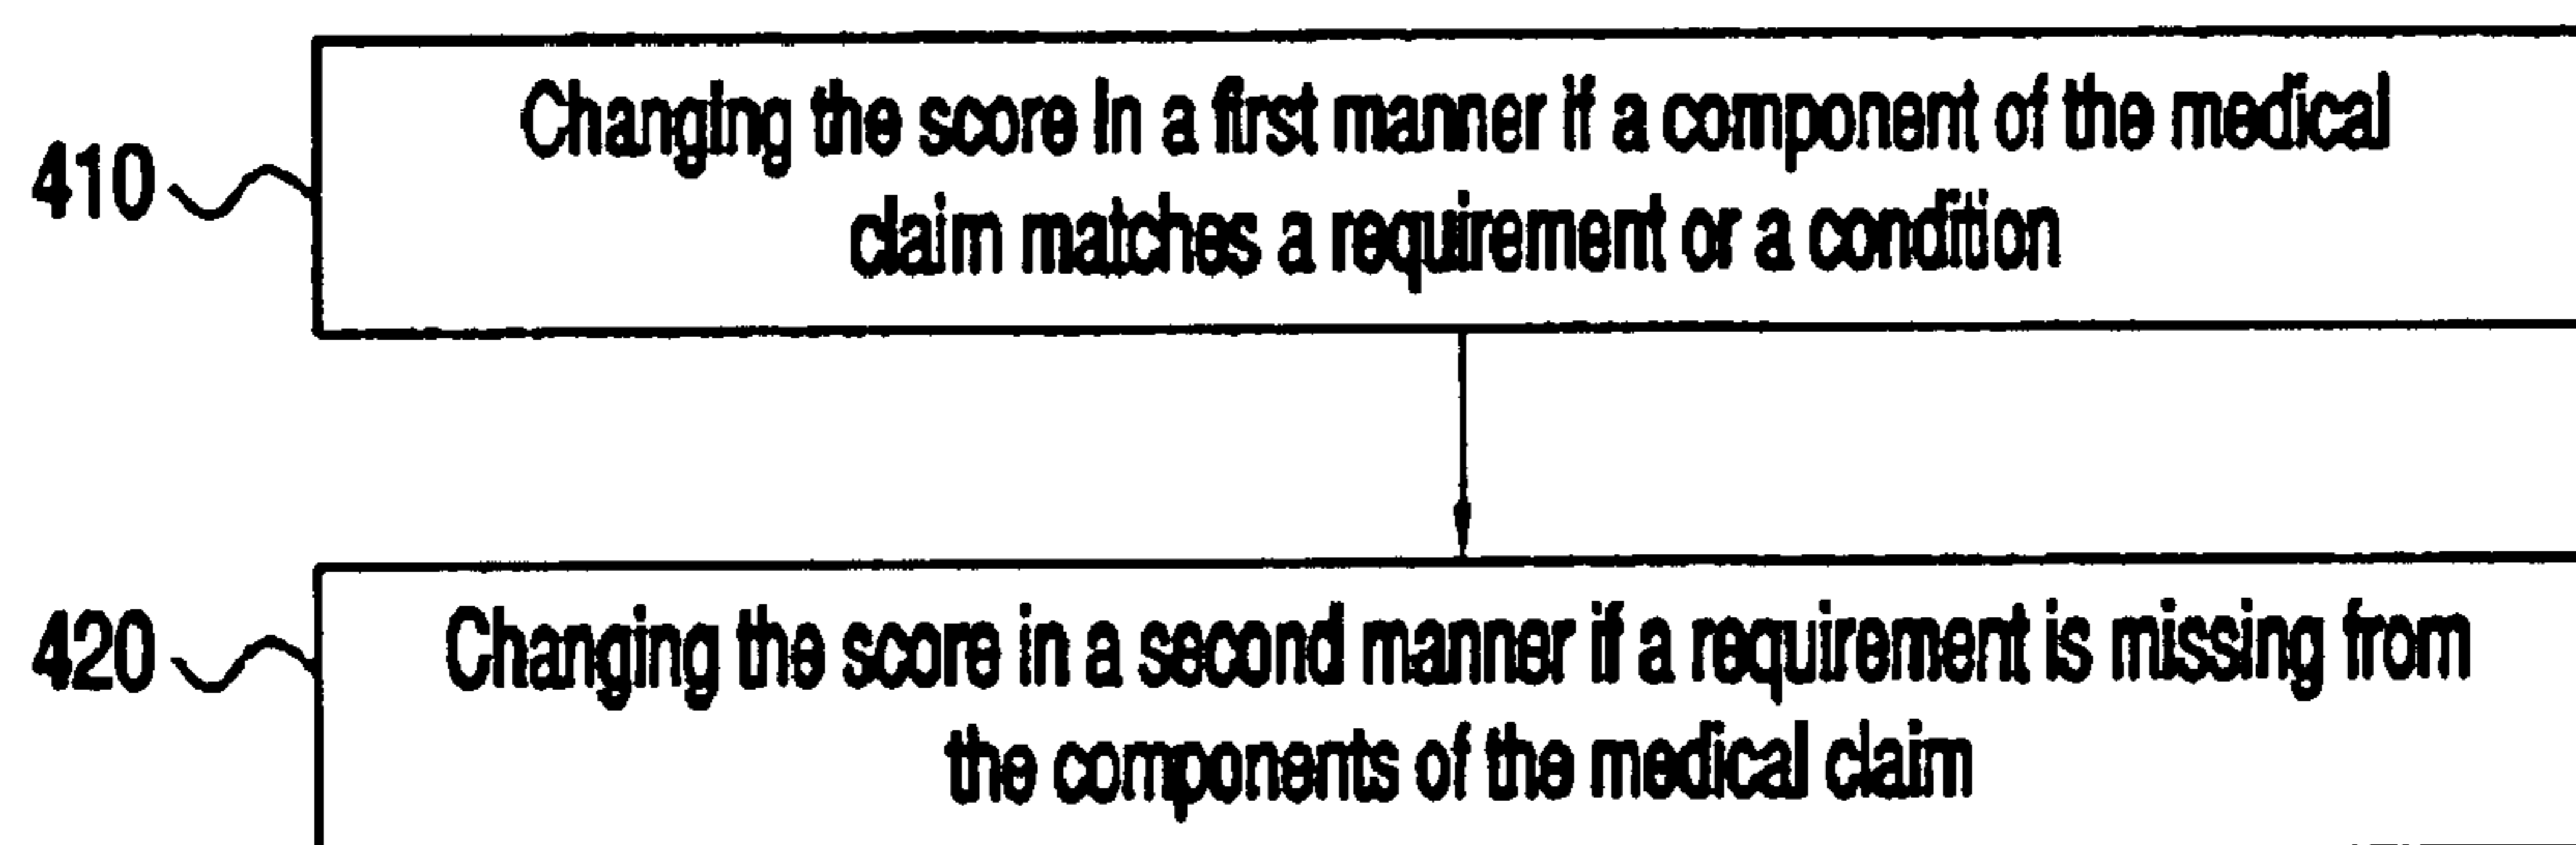 Changing the score in a first manner if a component of the medical
410
claim matches a requirement or a condition
Changing the score in a second manner if a requirement is missing from
420
the components of the medical claim